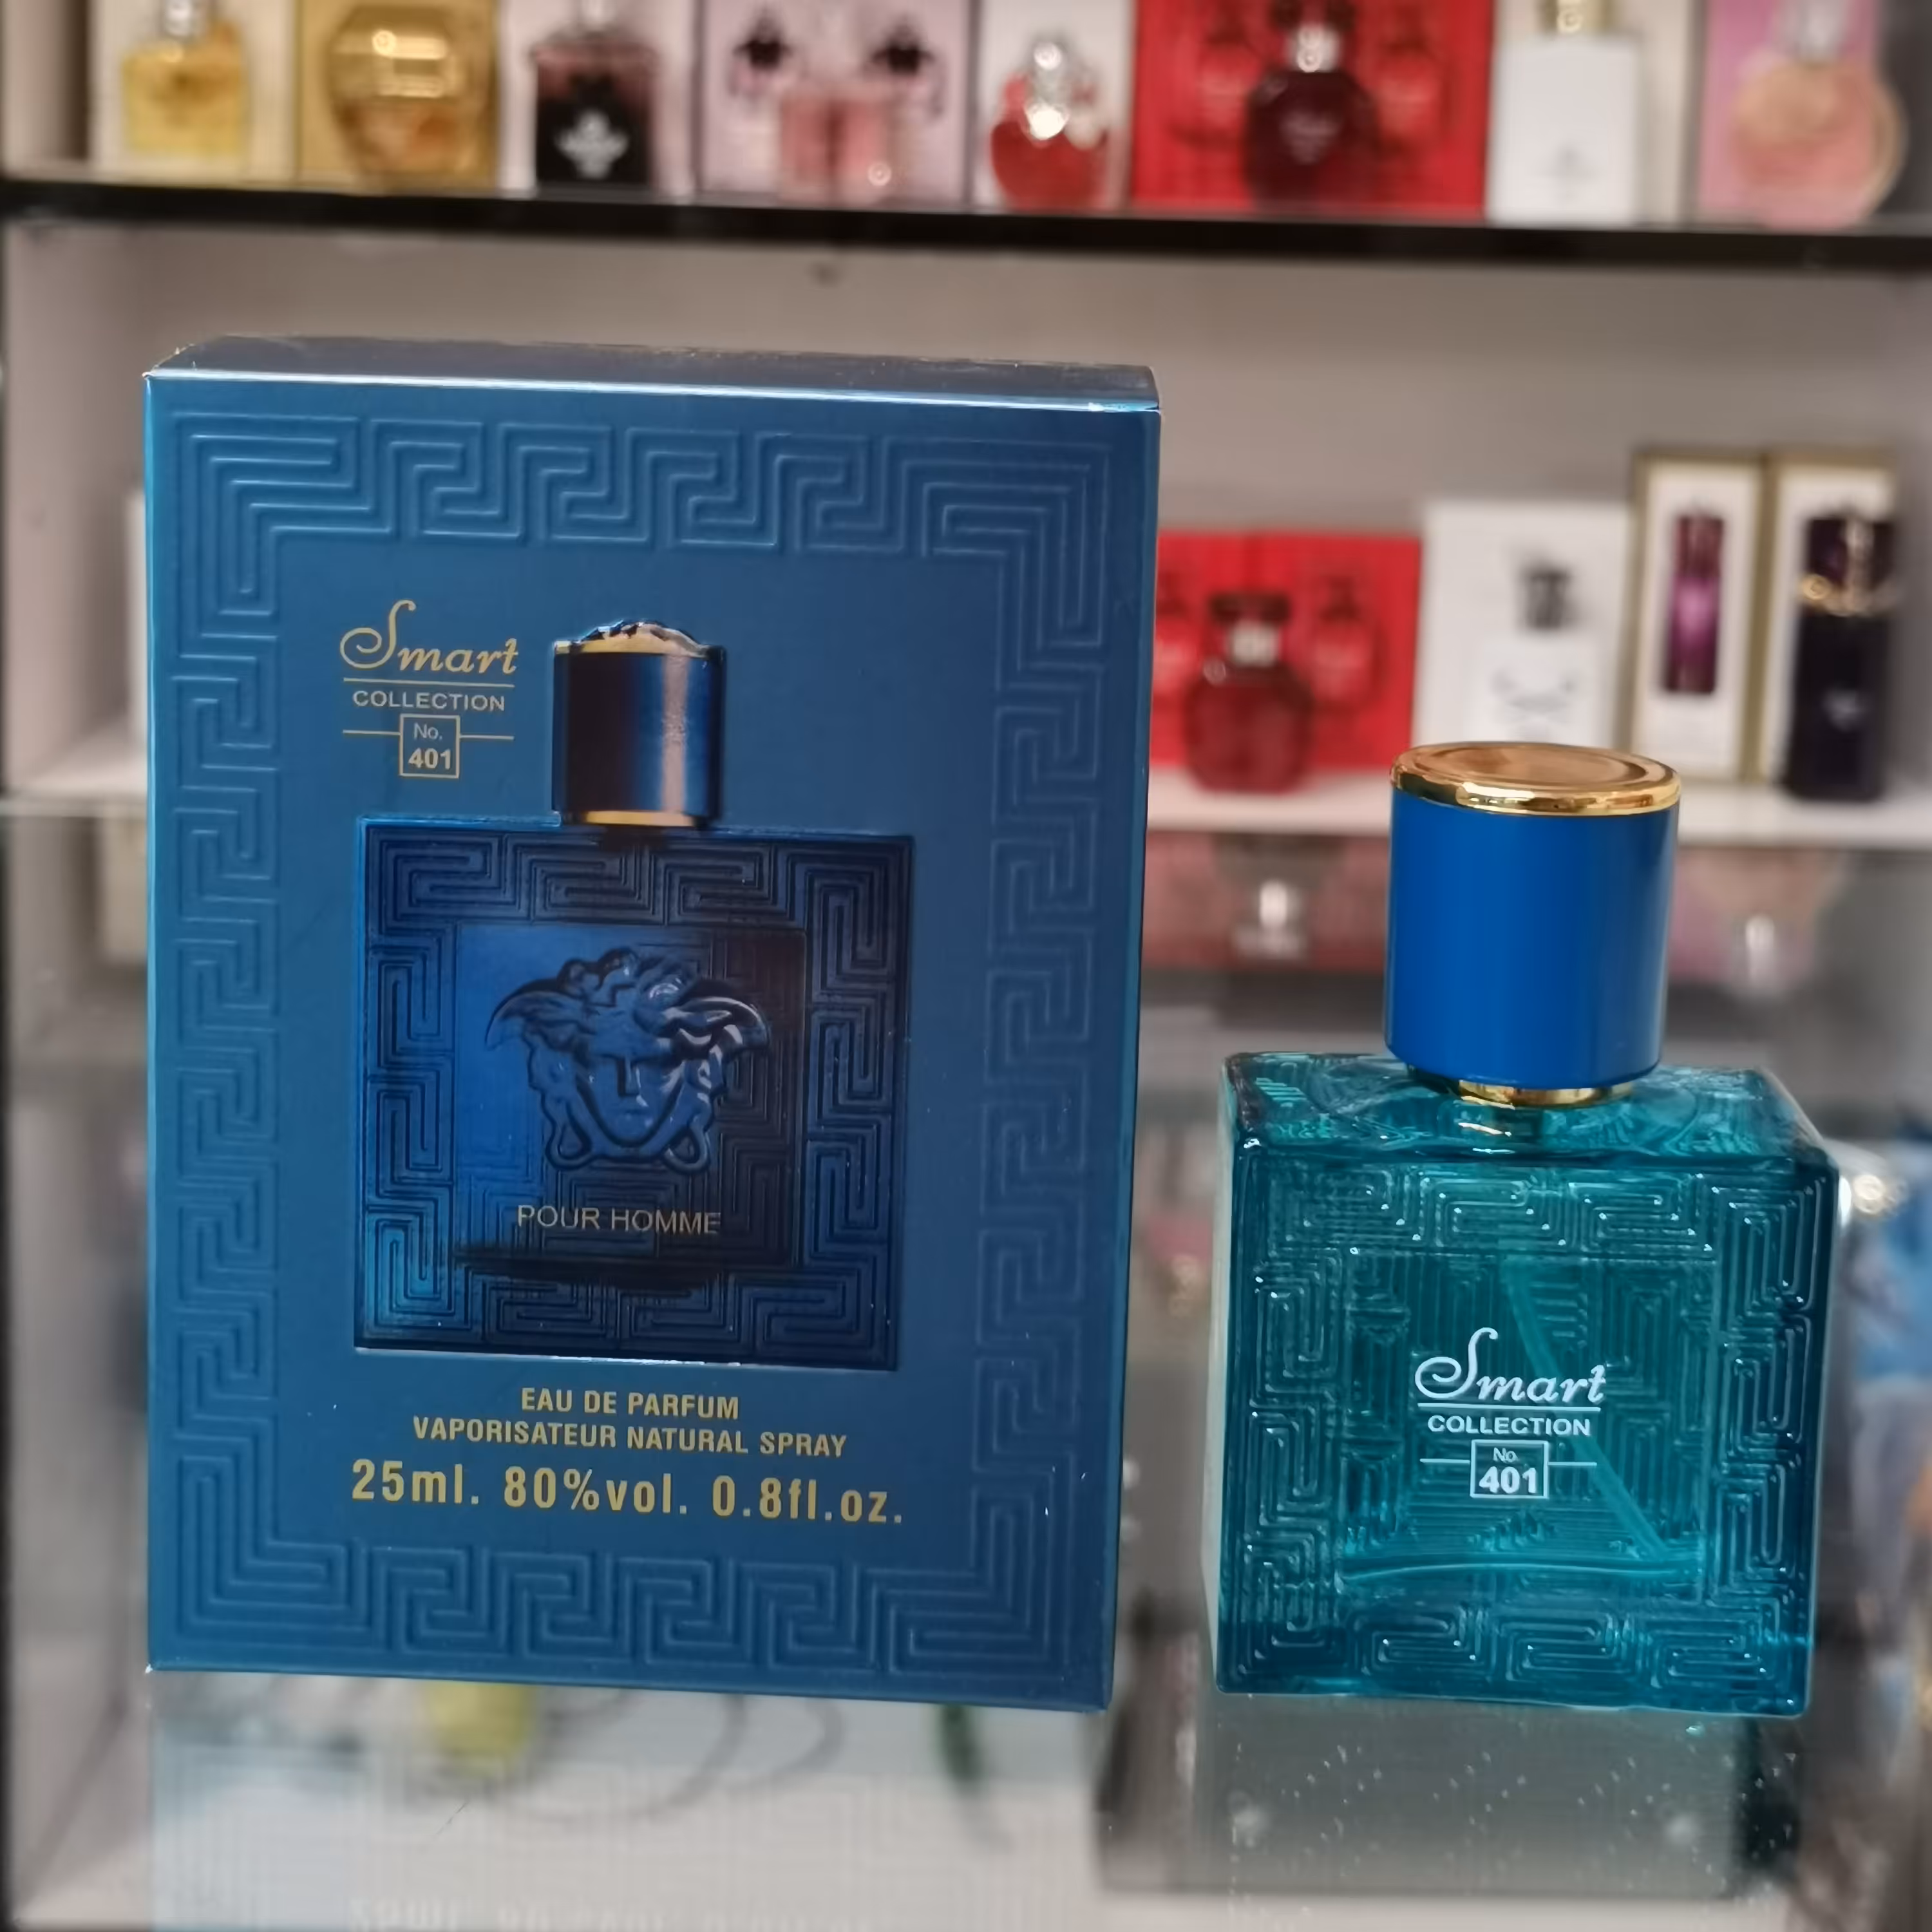 Smart
COLLECTION
No.
401
POUR HOMME
EAU DE PARFUM
VAPORISATEUR NATURAL SPRAY
25ml. 80%vol. 0.8fl.oz.
Smart
COLLECTION
No
401